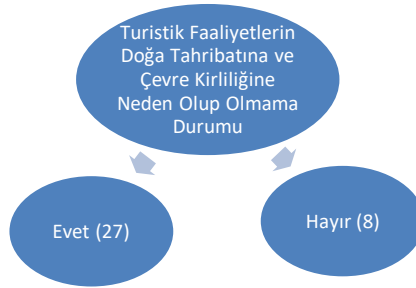 Turistik Faaliyetlerin
Doğa Tahribatına ve
Çevre Kirliliğine
Neden Olup Olmama
Durumu
Evet (27)
Hayır (8)